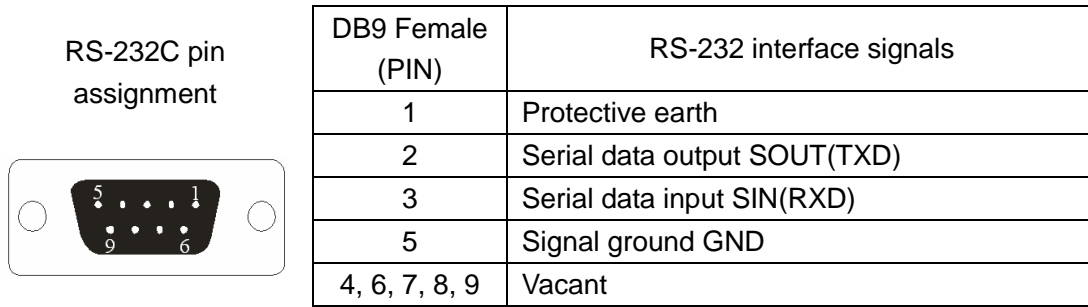 RS-232C pin
assignment
5 1
9 6
DB9 Female
(PIN)
RS-232 interface signals
1 Protective earth
2 Serial data output SOUT(TXD)
3 Serial data input SIN(RXD)
5 Signal ground GND
4, 6, 7, 8, 9 Vacant